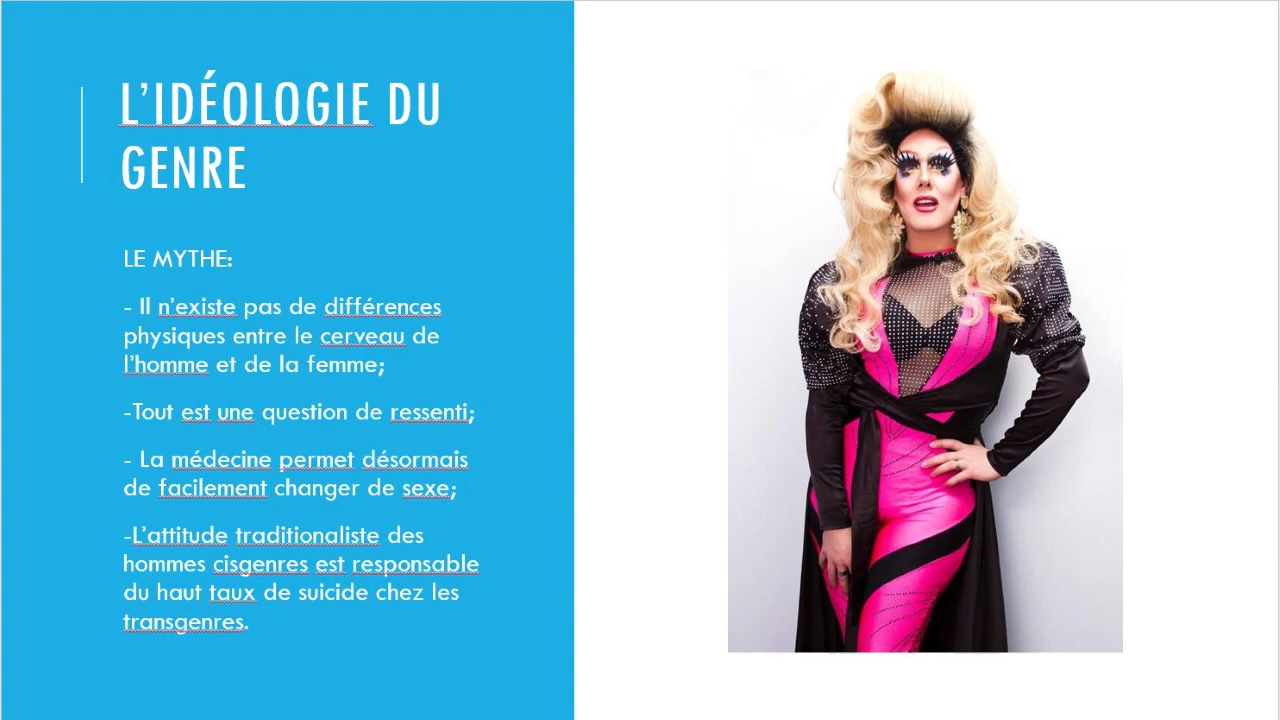 L'IDÉOLOGIE DU
GENRE
LE MYTHE:
- Il n'existe pas de différences
physiques entre le cerveau de
l'homme et de la femme;
-Tout est une question de ressenti;
- La médecine permet désormais
de facilement changer de sexe;
-L'attitude traditionaliste des
hommes cisgenres est responsable
du haut taux de suicide chez les
transgenres.